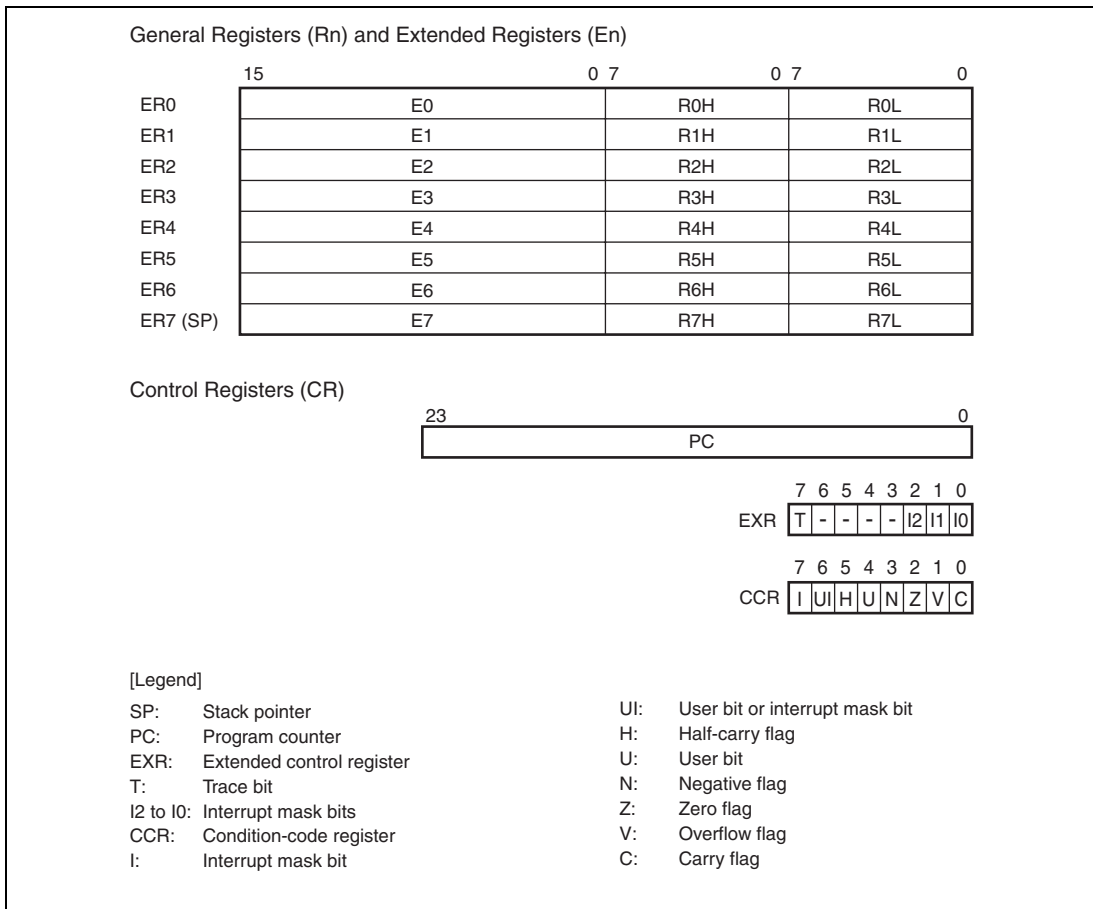 General Registers (Rn) and Extended Registers (En)
15 0 7 0 7 0
ER0 E0 R0H R0L
ER1 E1 R1H R1L
ER2 E2 R2H R2L
ER3 E3 R3H R3L
ER4 E4 R4H R4L
ER5 E5 R5H R5L
ER6 E6 R6H R6L
ER7 (SP) E7 R7H R7L
Control Registers (CR)
23 0
PC
7 6 5 4 3 2 1 0
EXR T - - - - I2 I1 I0
7 6 5 4 3 2 1 0
CCR I UI H U N Z V C
[Legend]
SP: Stack pointer
PC: Program counter
EXR: Extended control register
T: Trace bit
I2 to I0: Interrupt mask bits
CCR: Condition-code register
I: Interrupt mask bit
UI: User bit or interrupt mask bit
H: Half-carry flag
U: User bit
N: Negative flag
Z: Zero flag
V: Overflow flag
C: Carry flag